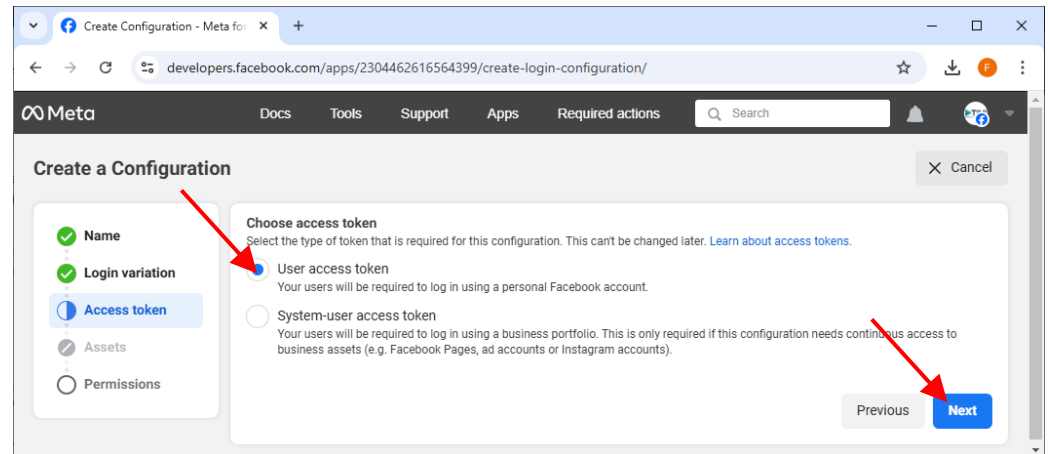 Create Configuration - Meta for
developers.facebook.com/apps/2304462616564399/create-login-configuration/
F
Meta
Docs
Tools
Support
Apps
Required actions
Search
Create a Configuration
Cancel
Name
Login variation
Access token
Assets
Permissions
Choose access token
Select the type of token that is required for this configuration. This can't be changed later. Learn about access tokens.
User access token
Your users will be required to log in using a personal Facebook account.
System-user access token
Your users will be required to log in using a business portfolio. This is only required if this configuration needs continuous access to
business assets (e.g. Facebook Pages, ad accounts or Instagram accounts).
Previous
Next